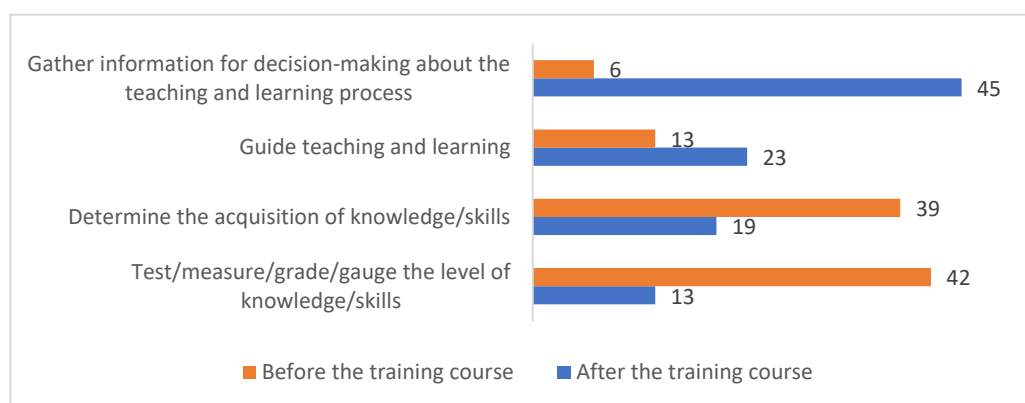 Gather information for decision-making about the
teaching and learning process
6
45
Guide teaching and learning
13
23
Determine the acquisition of knowledge/skills
39
19
Test/measure/grade/gauge the level of
knowledge/skills
42
13
Before the training course
After the training course